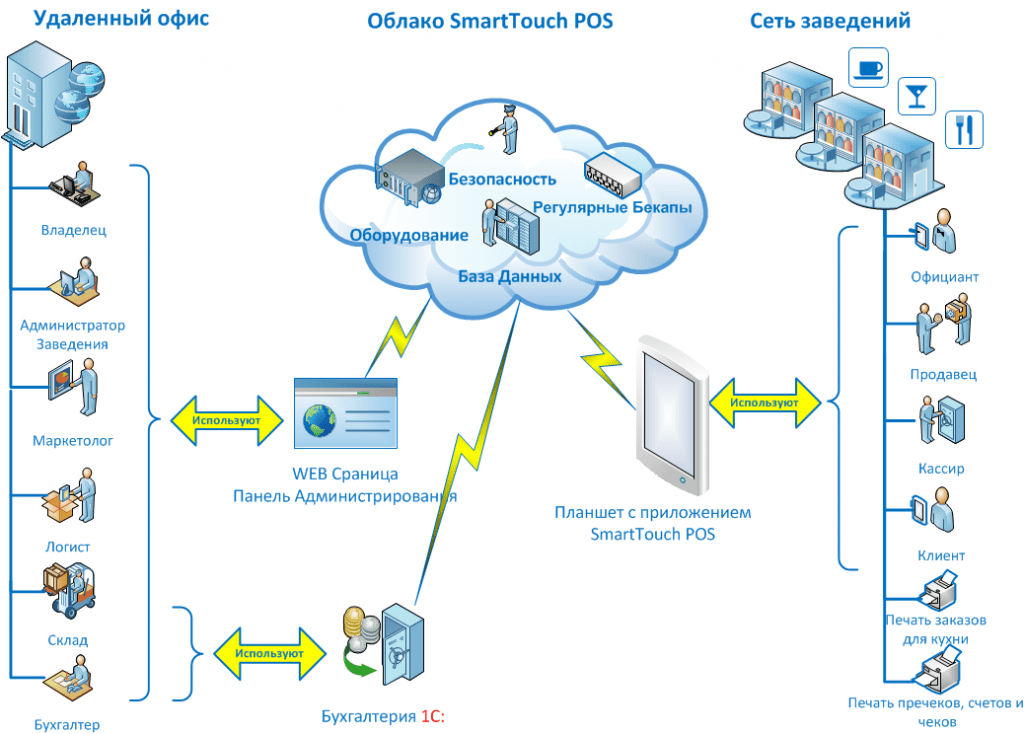 Удаленный офис
Облако SmartTouch POS
Сеть заведений
Безопасность
Регулярные Бекапы
Оборудование
База Данных
Владелец
Администратор
Заведения
Маркетолог
Логист
Склад
Бухгалтер
Используют
WEB Сраница
Панель Администрирования
Используют
Бухгалтерия 1С:
Планшет с приложением
SmartTouch POS
Используют
Официант
Продавец
Кассир
Клиент
Печать заказов
для кухни
Печать пречеков, счетов и
чеков